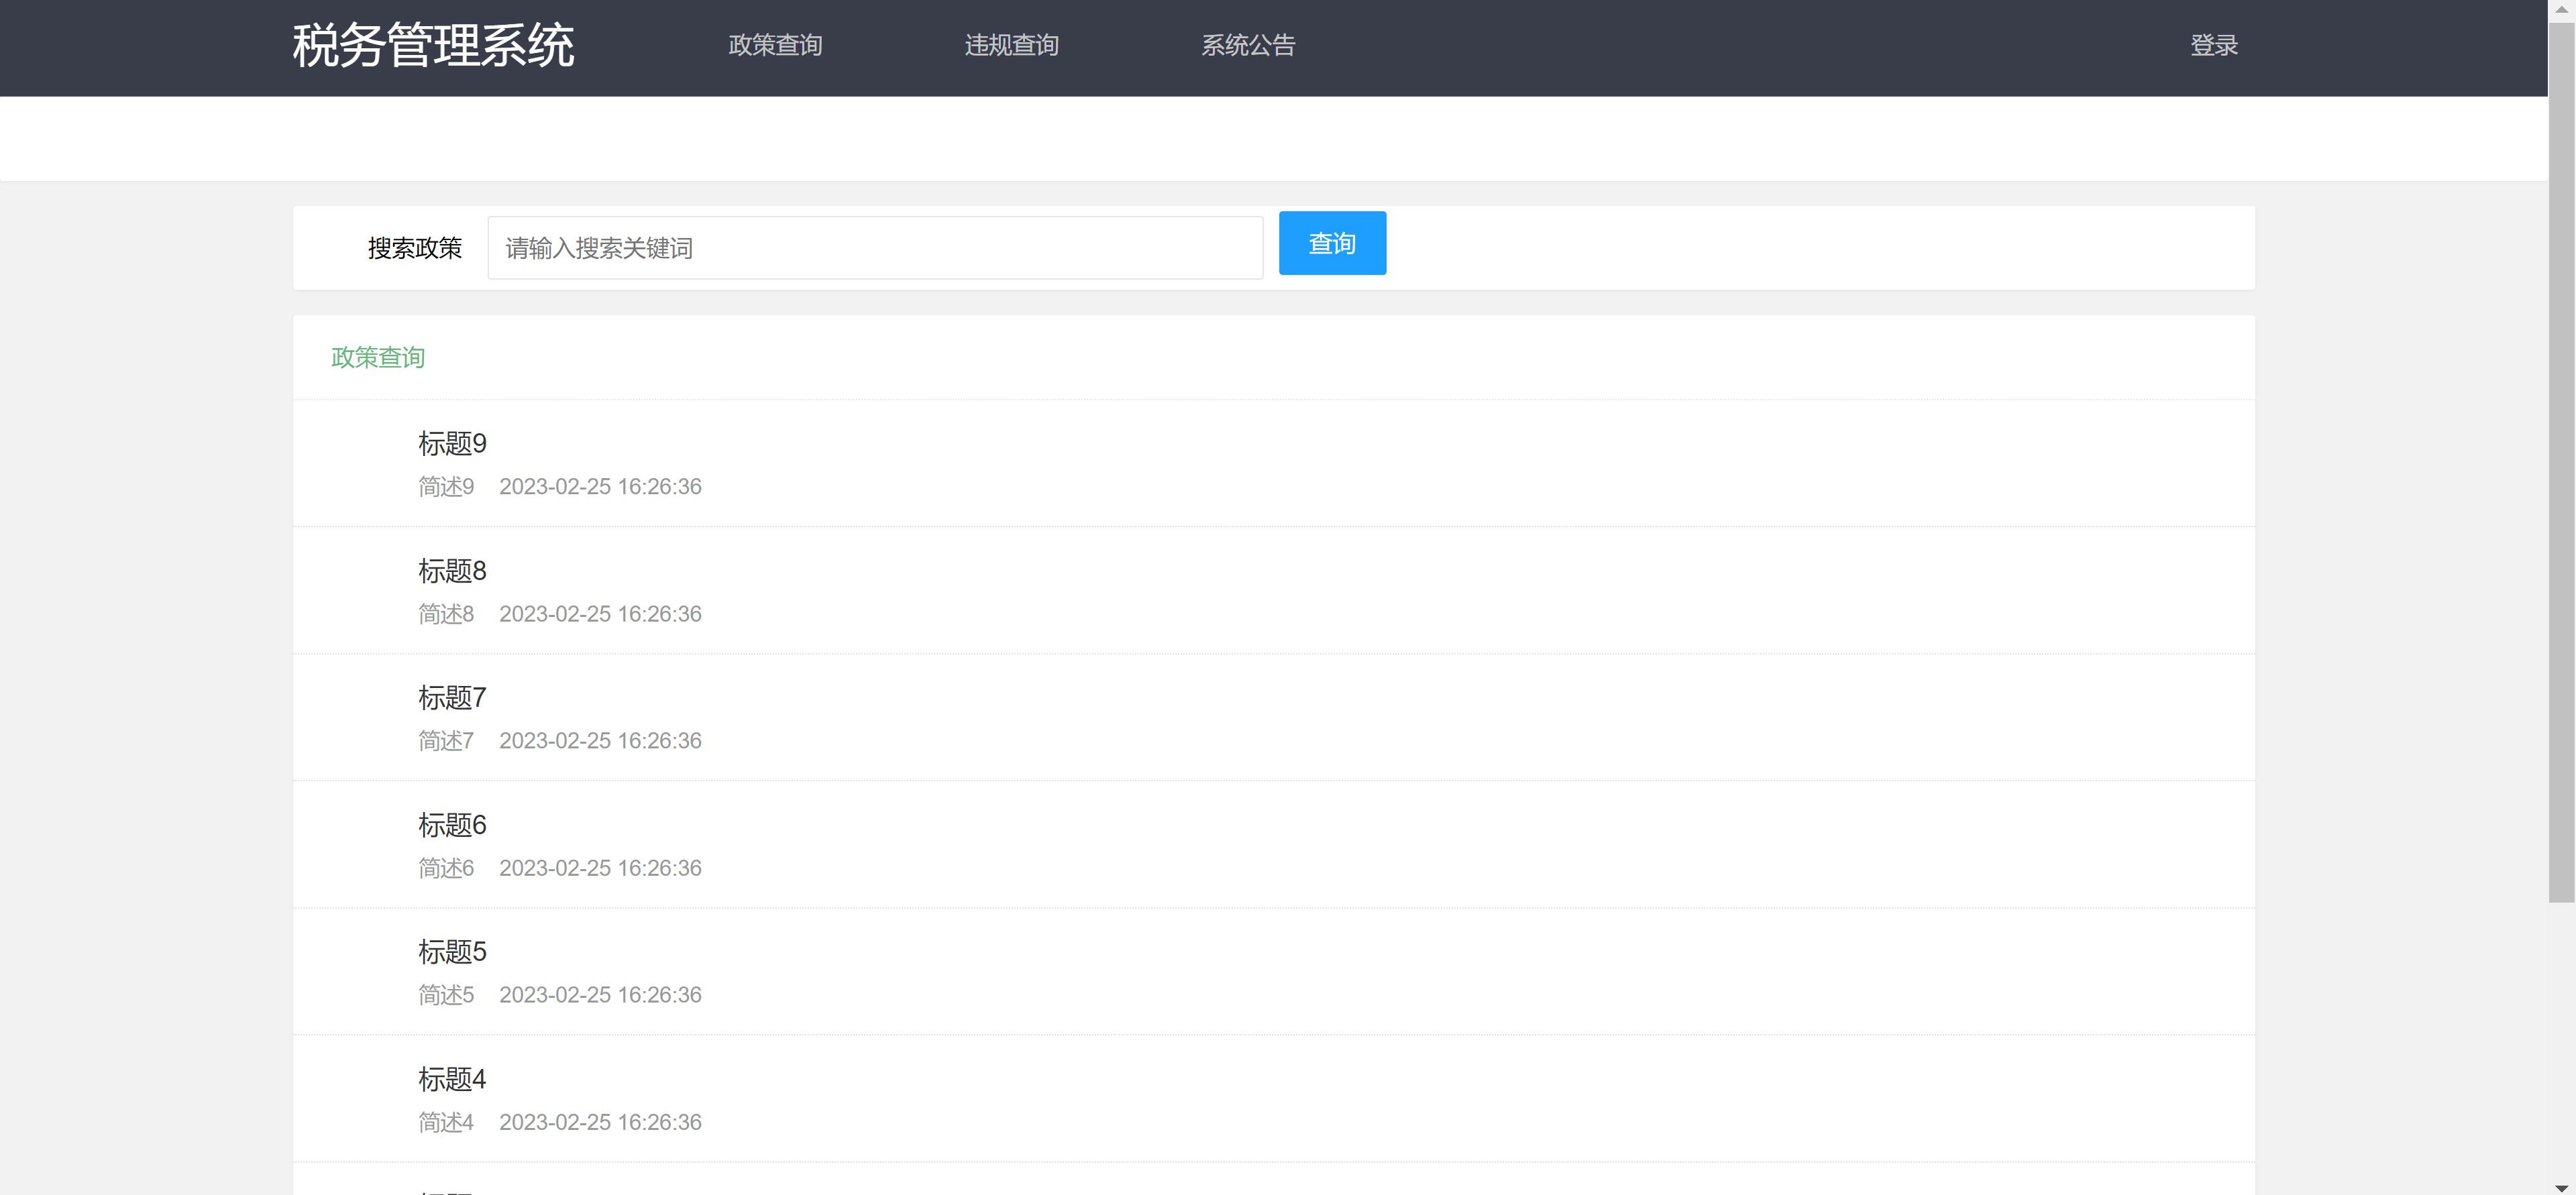 税务管理系统 政策查询 违规查询 系统公告 登录
搜索政策 请输入搜索关键词 查询
政策查询
标题9
简述9 2023-02-25 16:26:36
标题8
简述8 2023-02-25 16:26:36
标题7
简述7 2023-02-25 16:26:36
标题6
简述6 2023-02-25 16:26:36
标题5
简述5 2023-02-25 16:26:36
标题4
简述4 2023-02-25 16:26:36